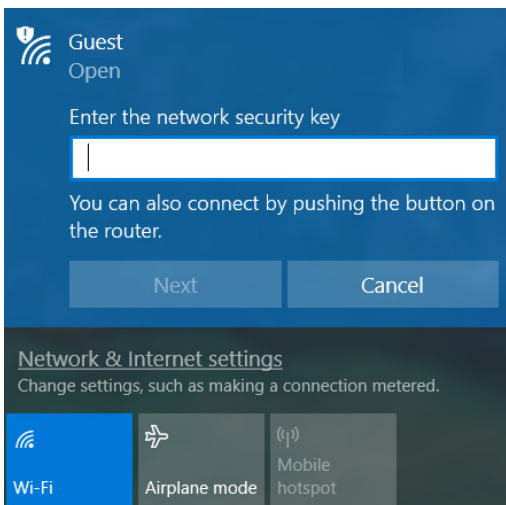 Guest
Open
Enter the network security key
You can also connect by pushing the button on
the router.
Next Cancel
Network & Internet settings
Change settings, such as making a connection metered.
Wi-Fi
Airplane mode
Mobile
hotspot